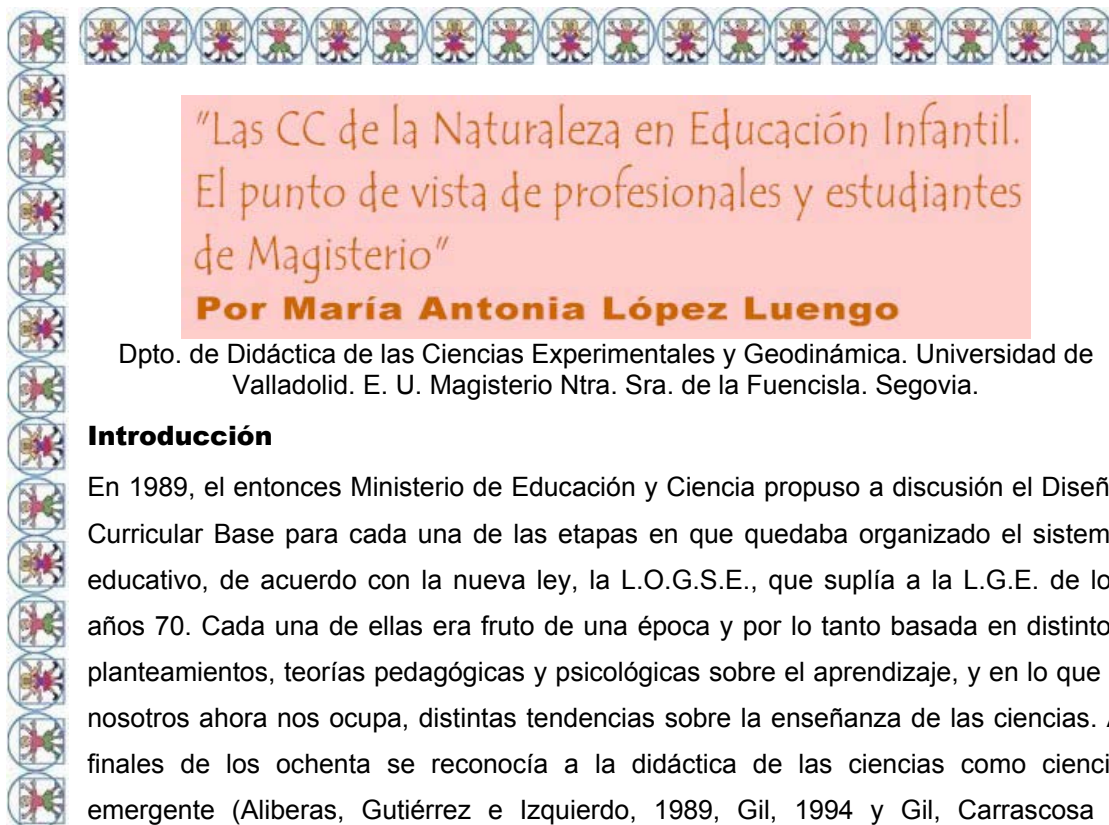 "Las CC de la Naturaleza en Educación Infantil.
El punto de vista de profesionales y estudiantes
de Magisterio"
Por María Antonia López Luengo
Dpto. de Didáctica de las Ciencias Experimentales y Geodinámica. Universidad de
Valladolid. E. U. Magisterio Ntra. Sra. de la Fuencisla. Segovia.
Introducción
En 1989, el entonces Ministerio de Educación y Ciencia propuso a discusión el Diseñ
Curricular Base para cada una de las etapas en que quedaba organizado el sistem
educativo, de acuerdo con la nueva ley, la L.O.G.S.E., que suplía a la L.G.E. de lo
años 70. Cada una de ellas era fruto de una época y por lo tanto basada en distinto
planteamientos, teorías pedagógicas y psicológicas sobre el aprendizaje, y en lo que
nosotros ahora nos ocupa, distintas tendencias sobre la enseñanza de las ciencias. A
finales de los ochenta se reconocía a la didáctica de las ciencias como cienci
emergente (Aliberas, Gutiérrez e Izquierdo, 1989, Gil, 1994 y Gil, Carrascosa